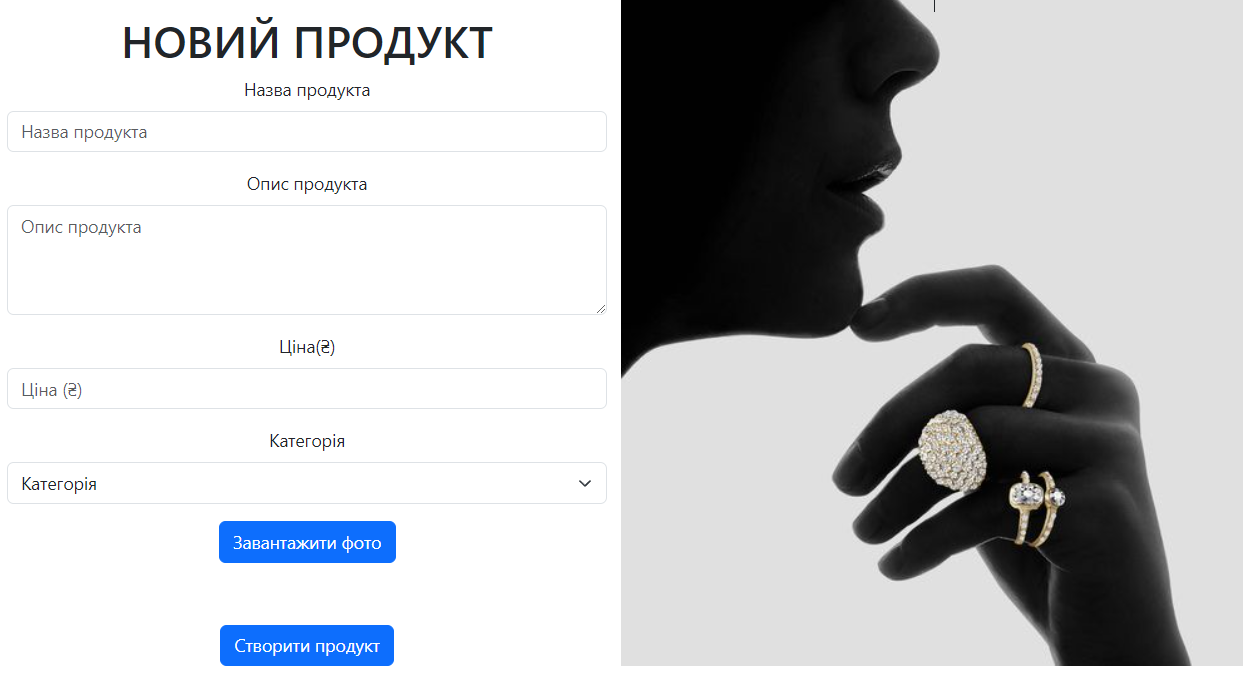 НОВИЙ ПРОДУКТ
Назва продукта
Назва продукта
Опис продукта
Опис продукта
Ціна(₴)
Ціна (₴)
Категорія
Категорія
Завантажити фото
Створити продукт